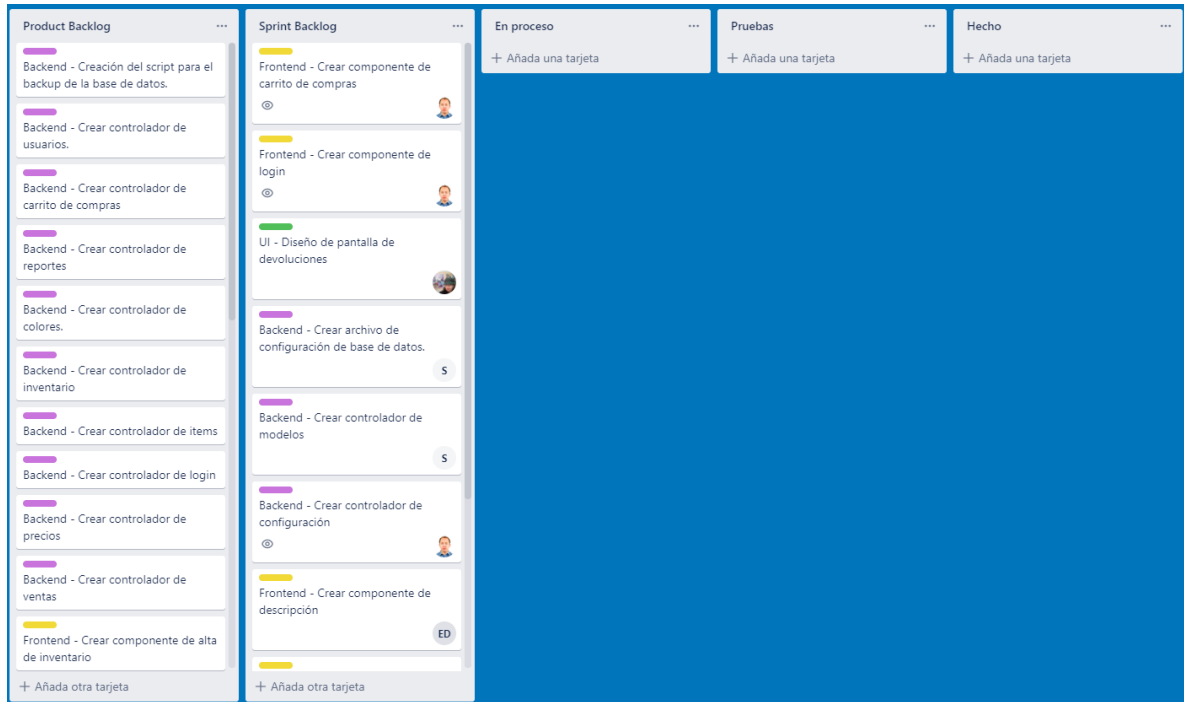 Product Backlog
Backend - Creación del script para el
backup de la base de datos.
Backend - Crear controlador de
usuarios.
Backend - Crear controlador de
carrito de compras
Backend - Crear controlador de
reportes
Backend - Crear controlador de
colores.
Backend - Crear controlador de
inventario
Backend - Crear controlador de items
Backend - Crear controlador de login
Backend - Crear controlador de
precios
Backend - Crear controlador de
ventas
Frontend - Crear componente de alta
de inventario
+ Añada otra tarjeta
Sprint Backlog
Frontend - Crear componente de
carrito de compras
Frontend - Crear componente de
login
UI - Diseño de pantalla de
devoluciones
Backend - Crear archivo de
configuración de base de datos.
S
Backend - Crear controlador de
modelos
S
Backend - Crear controlador de
configuración
Frontend - Crear componente de
descripción
ED
+ Añada otra tarjeta
En proceso
+ Añada una tarjeta
Pruebas
+ Añada una tarjeta
Hecho
+ Añada una tarjeta